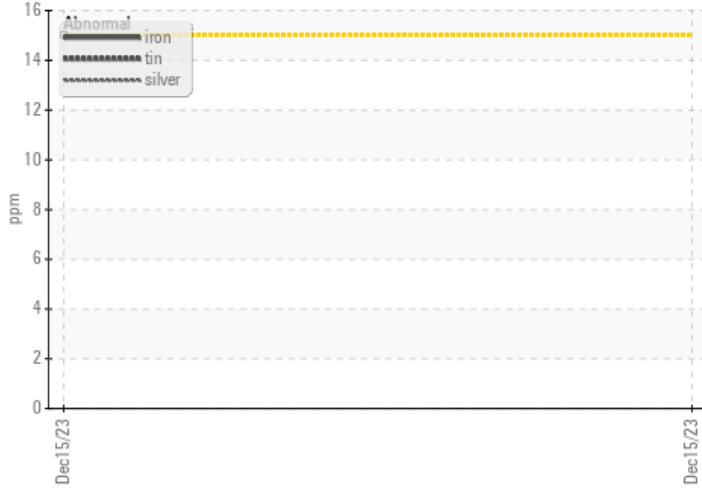 16
14
12
10
8
6
4
2
0
ppm
Abnormal
iron
tin
silver
Dec15/23
Dec15/23